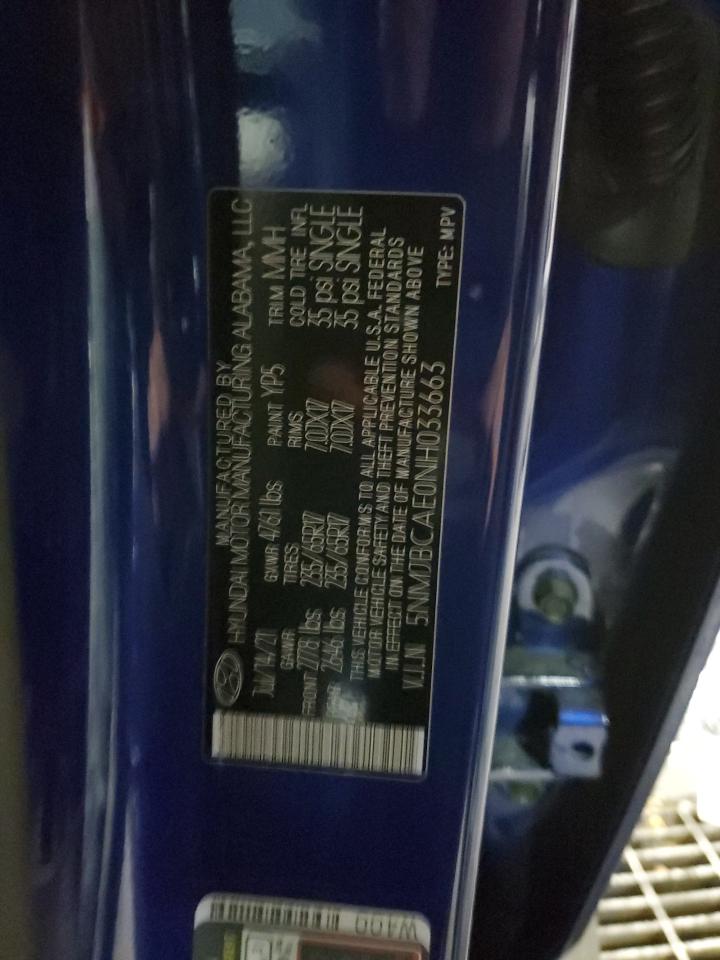 MANUFACTURED BY
HYUNDAI MOTOR MANUFACTURING ALABAMA, LLC
JUL/14/21 GVWR 4761 lbs PAINT YP5 TRIM MMH
GAWR TIRES RIMS COLD TIRE INFL
FRONT 2778 lbs 235/65R17 7.0JX17 35 psi SINGLE
2646 lbs 235/65R17 7.0JX17 35 psi SINGLE
THIS VEHICLE CONFORMS TO ALL APPLICABLE U.S.A. FEDERAL
MOTOR VEHICLE SAFETY AND THEFT PREVENTION STANDARDS
IN EFFECT ON THE DATE OF MANUFACTURE SHOWN ABOVE
V.I.N 5NMJBCAE0NH033663 TYPE: MPV
W409